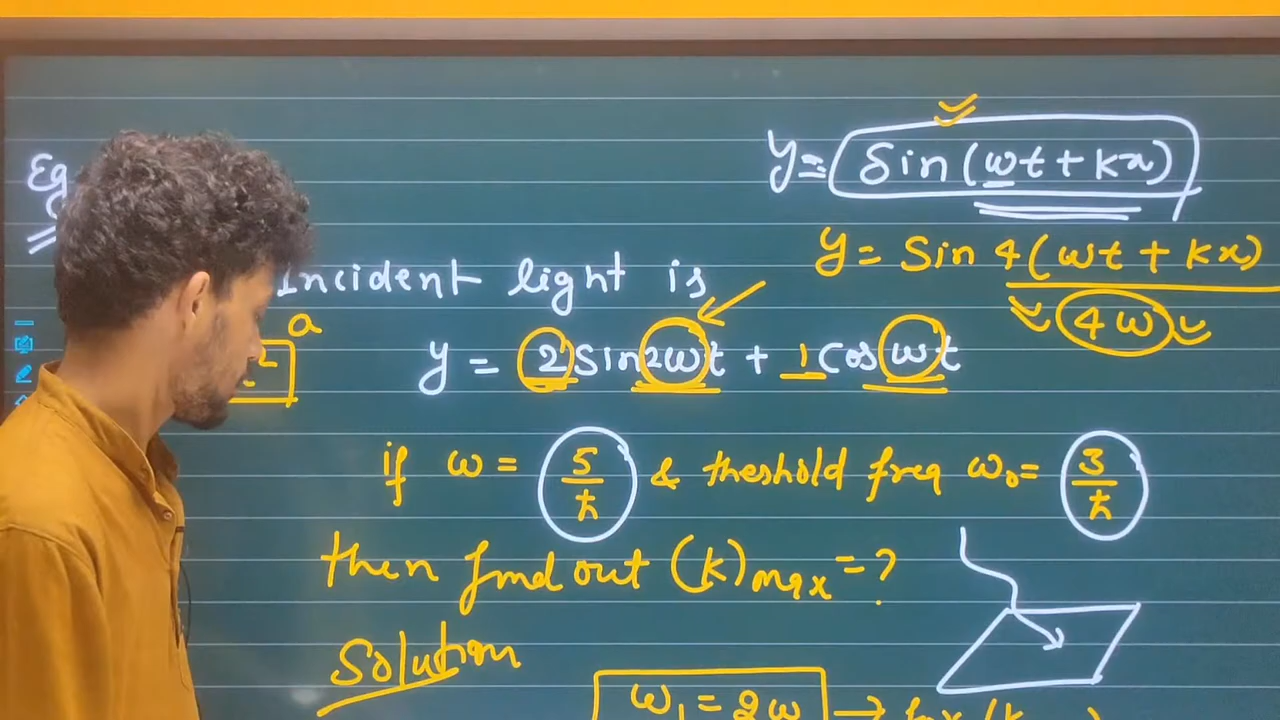 Eg
y = Sin (ωt + kx)
y = Sin 4(ωt + kx)
4ω
Incident light is
a
y = 2 Sin 2ωt + 1 Cos ωt
if ω = 5/ħ & theshold freq ω₀ = 3/ħ
then find out (K)max = ?
Solution
ω₁ = 2ω →